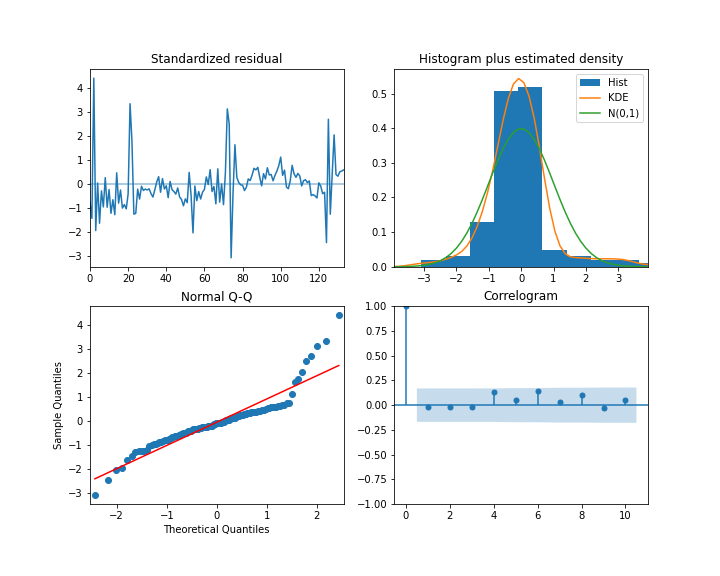 Standardized residual
4
3
2
1
0
−1
−2
−3
0 20 40 60 80 100 120
Histogram plus estimated density
Hist
KDE
N(0,1)
0.5
0.4
0.3
0.2
0.1
0.0
−3 −2 −1 0 1 2 3
Normal Q-Q
Sample Quantiles
4
3
2
1
0
−1
−2
−3
−2 −1 0 1 2
Theoretical Quantiles
Correlogram
1.00
0.75
0.50
0.25
0.00
−0.25
−0.50
−0.75
−1.00
0 2 4 6 8 10